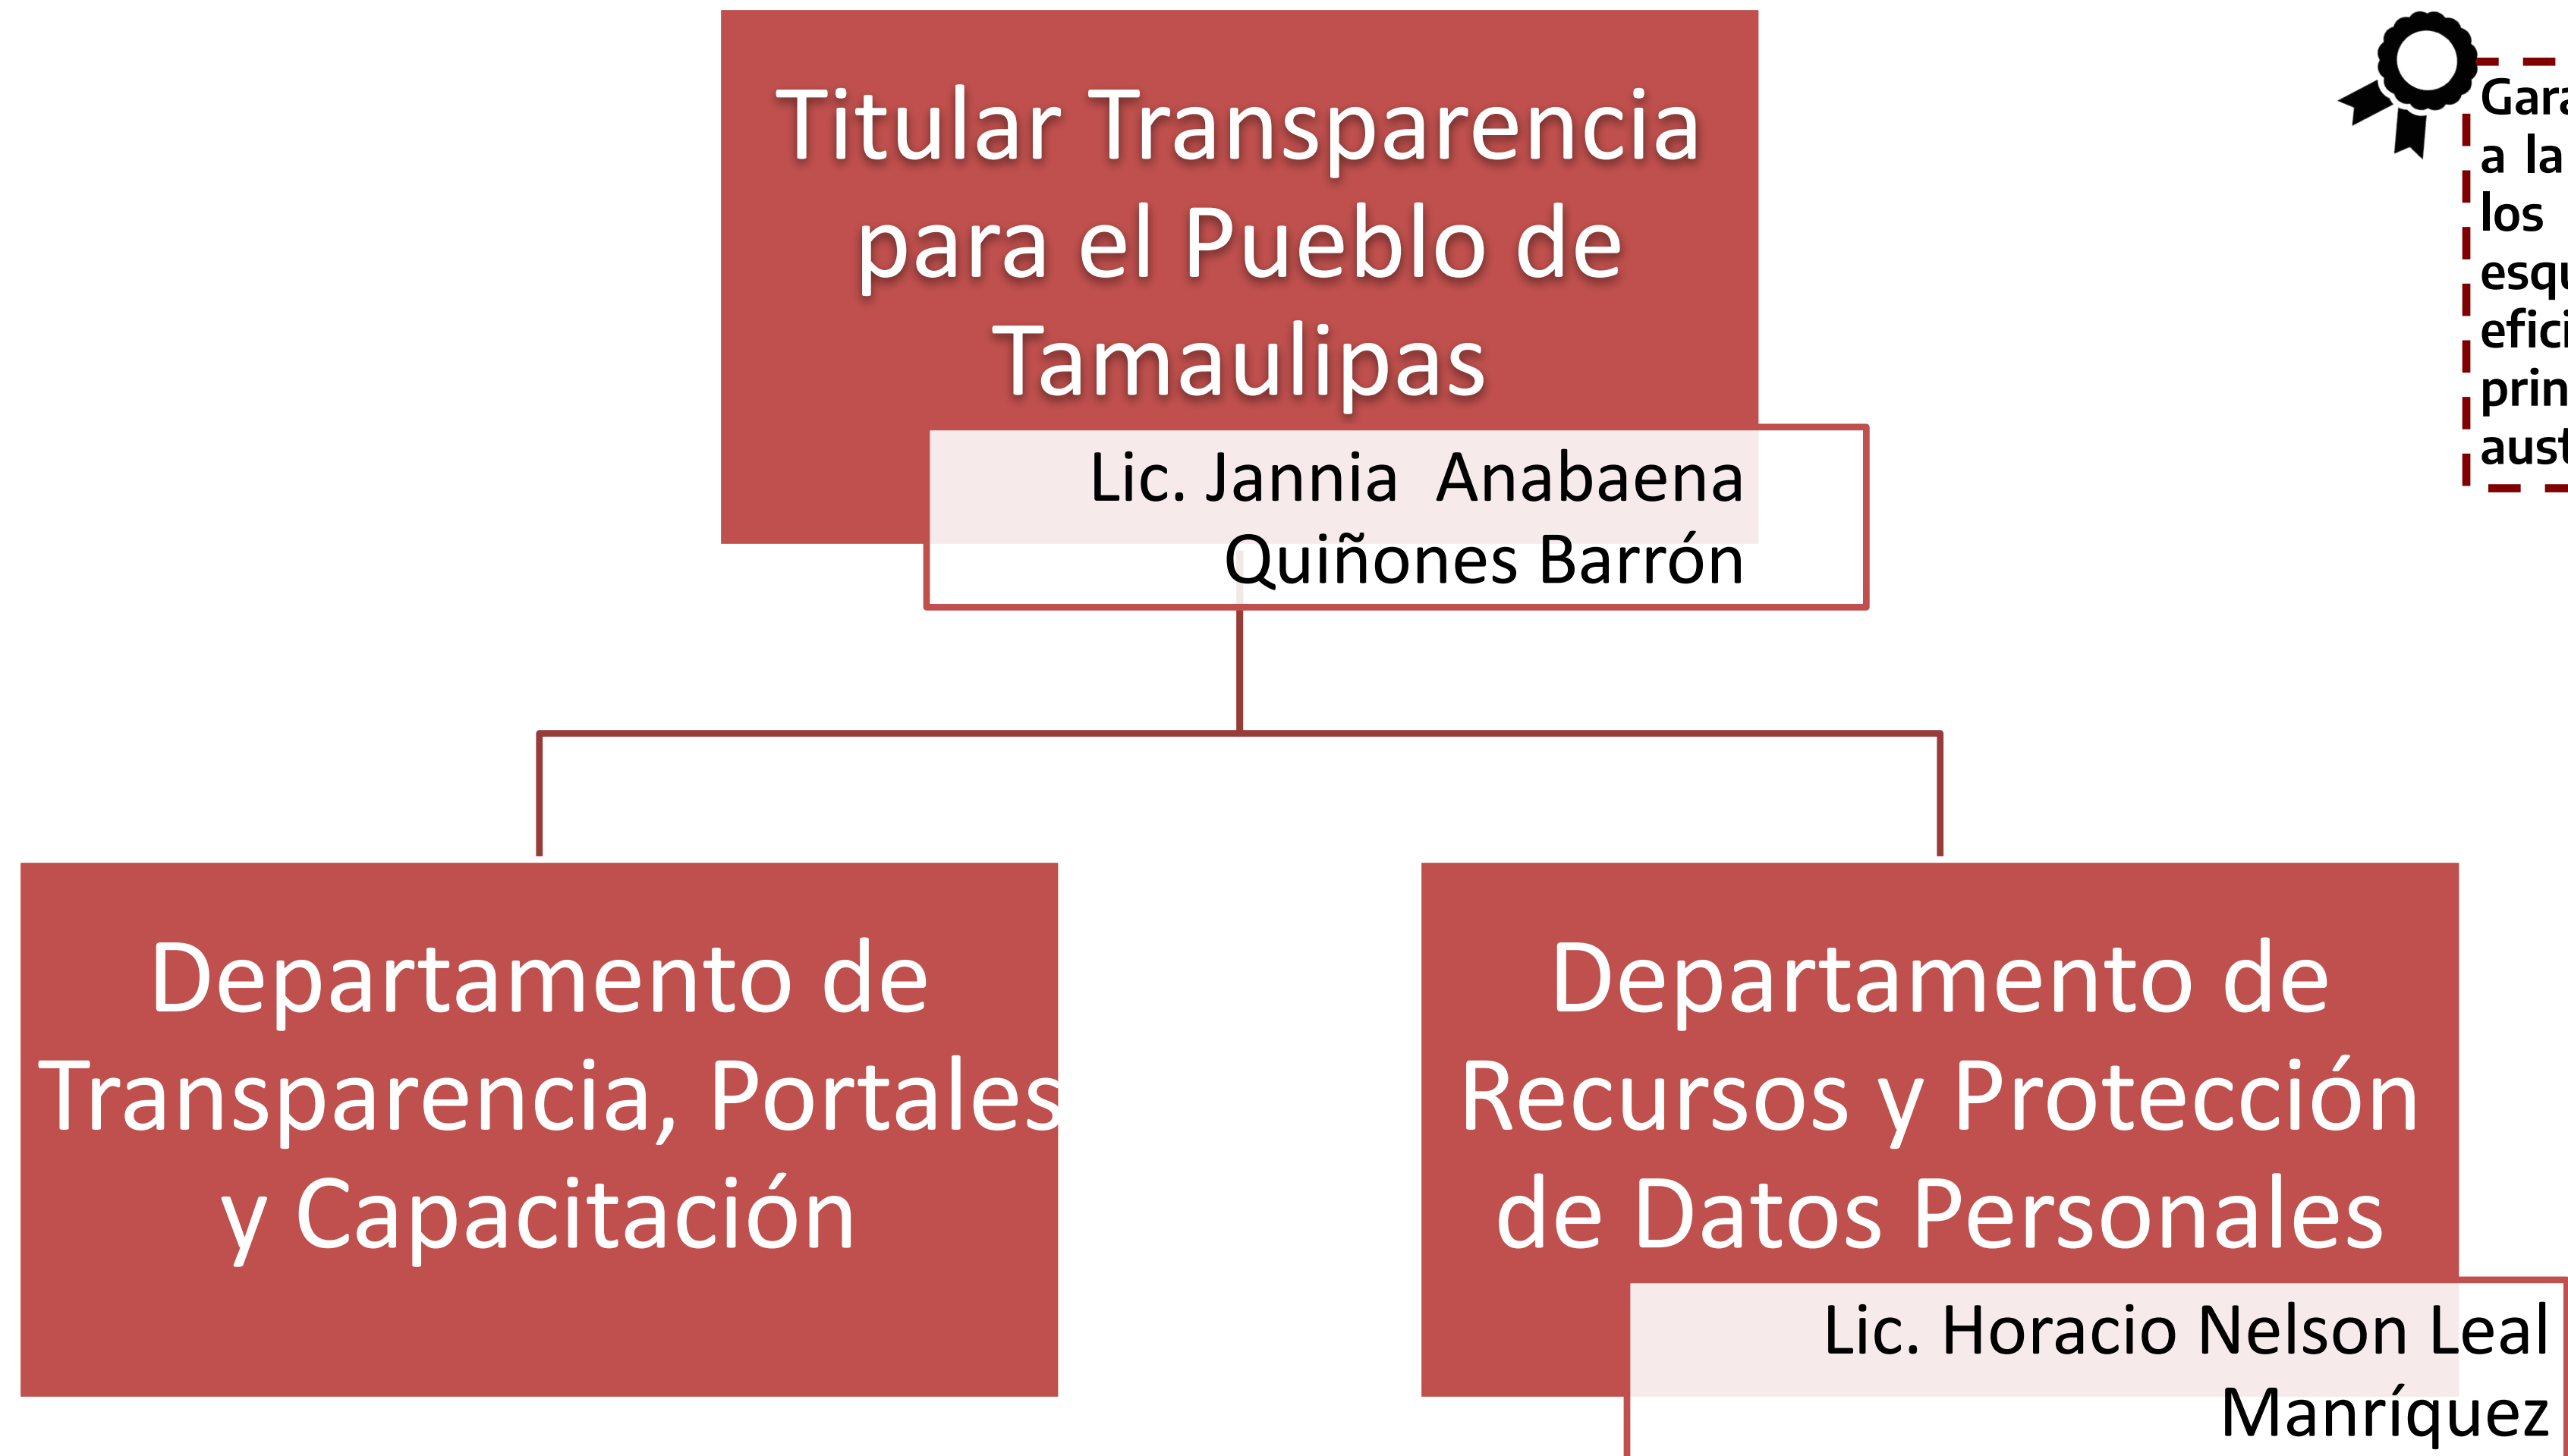 Titular Transparencia
para el Pueblo de
Tamaulipas
Lic. Jannia Anabaena
Quiñones Barrón
a la
los
Departamento de
Transparencia, Portales
y Capacitación
Departamento de
Recursos y Protección
de Datos Personales
Lic. Horacio Nelson Leal
Manríquez